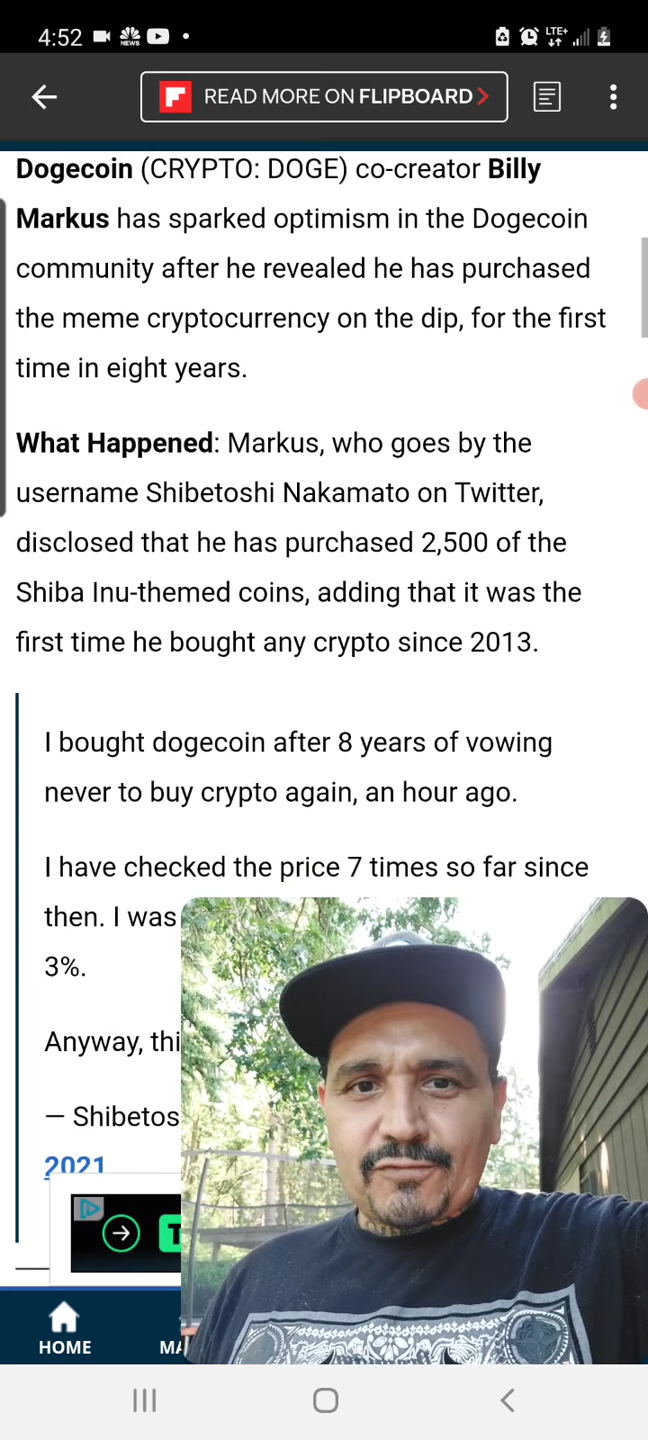 4:52 NEWS LTE+
READ MORE ON FLIPBOARD
Dogecoin (CRYPTO: DOGE) co-creator Billy
Markus has sparked optimism in the Dogecoin
community after he revealed he has purchased
the meme cryptocurrency on the dip, for the first
time in eight years.
What Happened: Markus, who goes by the
username Shibetoshi Nakamato on Twitter,
disclosed that he has purchased 2,500 of the
Shiba Inu-themed coins, adding that it was the
first time he bought any crypto since 2013.
I bought dogecoin after 8 years of vowing
never to buy crypto again, an hour ago.
I have checked the price 7 times so far since
then. I was
3%.
Anyway, thi
— Shibetos
2021
T
HOME
MA